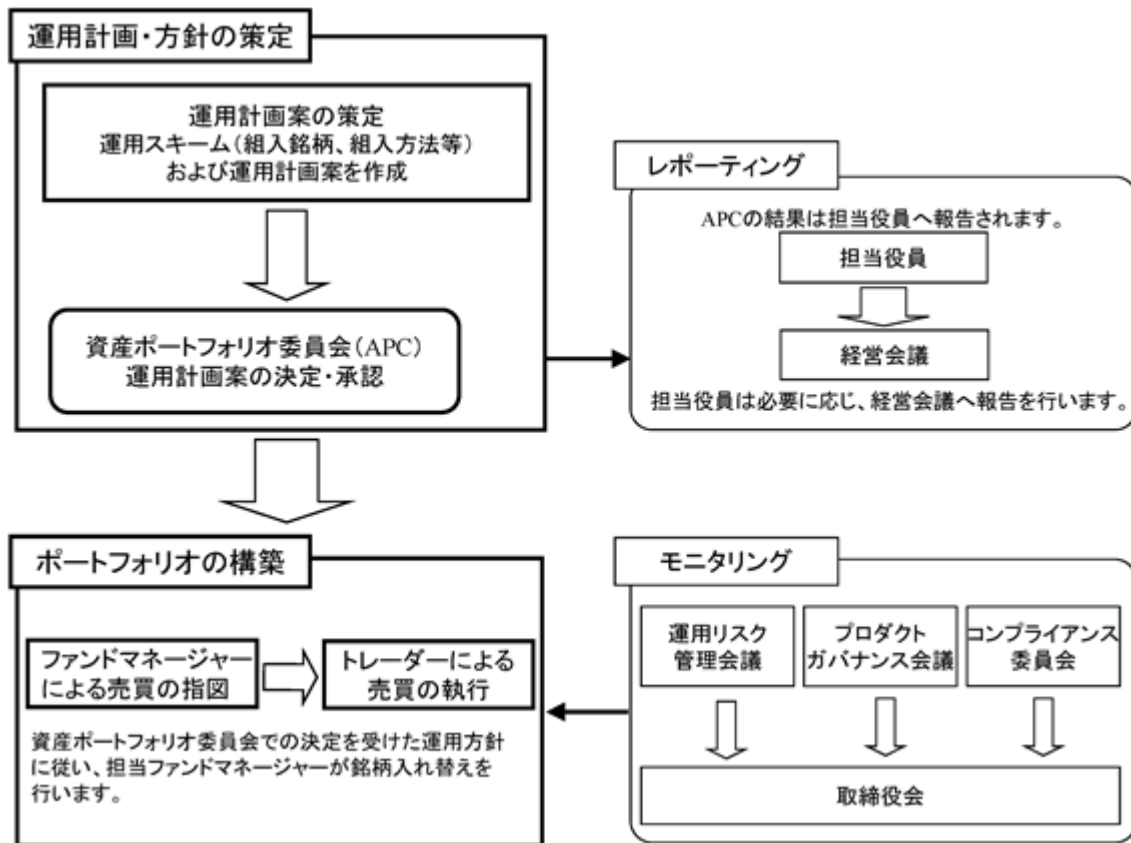 運用計画・方針の策定
運用計画案の策定
運用スキーム(組入銘柄、組入方法等)
および運用計画案を作成
資産ポートフォリオ委員会(APC)
運用計画案の決定・承認
レポーティング
APCの結果は担当役員へ報告されます。
担当役員
経営会議
担当役員は必要に応じ、経営会議へ報告を行います。
ポートフォリオの構築
ファンドマネージャー
による売買の指図
トレーダーによる
売買の執行
資産ポートフォリオ委員会での決定を受けた運用方針
に従い、担当ファンドマネージャーが銘柄入れ替えを
行います。
モニタリング
運用リスク
管理会議
プロダクト
ガバナンス会議
コンプライアンス
委員会
取締役会